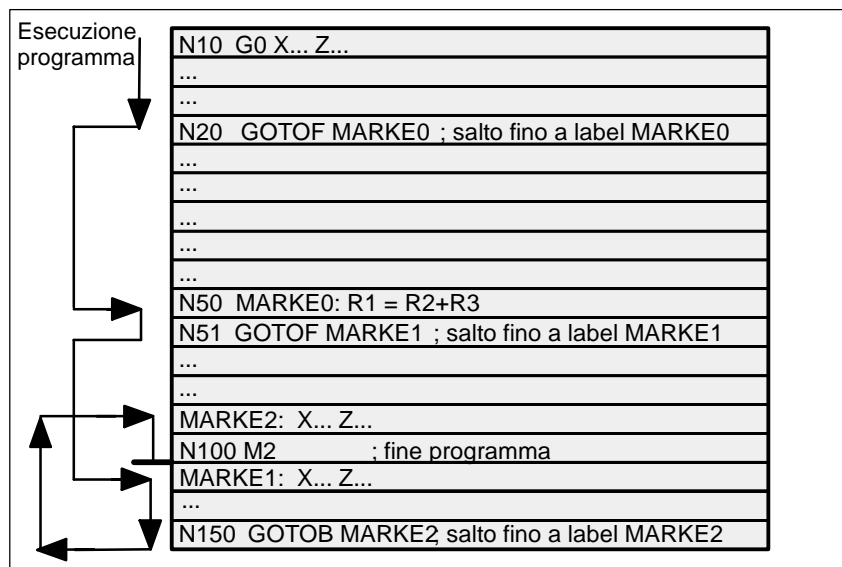 Esecuzione
programma
N10 G0 X... Z...
...
...
N20 GOTOF MARKE0 ; salto fino a label MARKE0
...
...
...
...
...
N50 MARKE0: R1 = R2+R3
N51 GOTOF MARKE1 ; salto fino a label MARKE1
...
...
MARKE2: X... Z...
N100 M2 ; fine programma
MARKE1: X... Z...
...
N150 GOTOB MARKE2; salto fino a label MARKE2